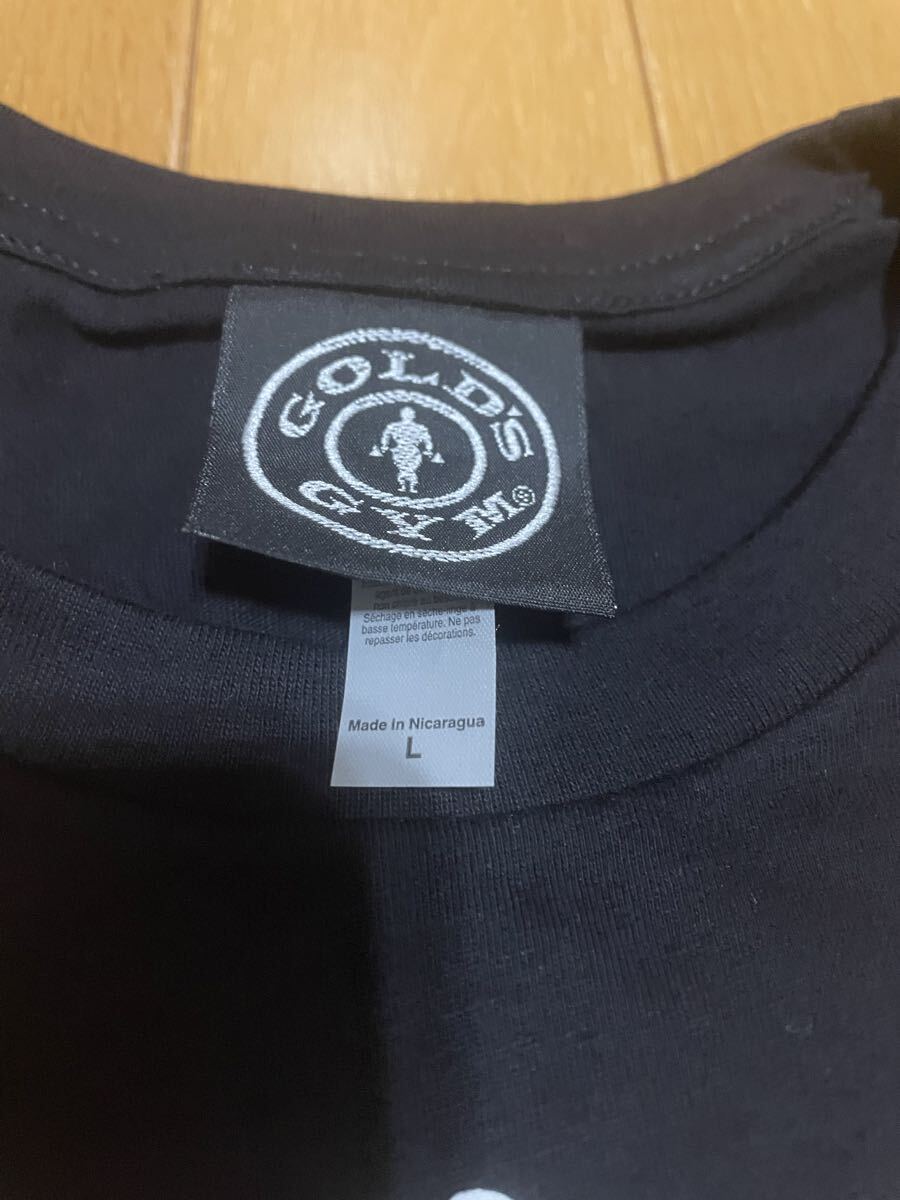 GOLD'S
GYM®
Séchage en sèche-linge à
basse température. Ne pas
repasser les décorations.
Made In Nicaragua
L